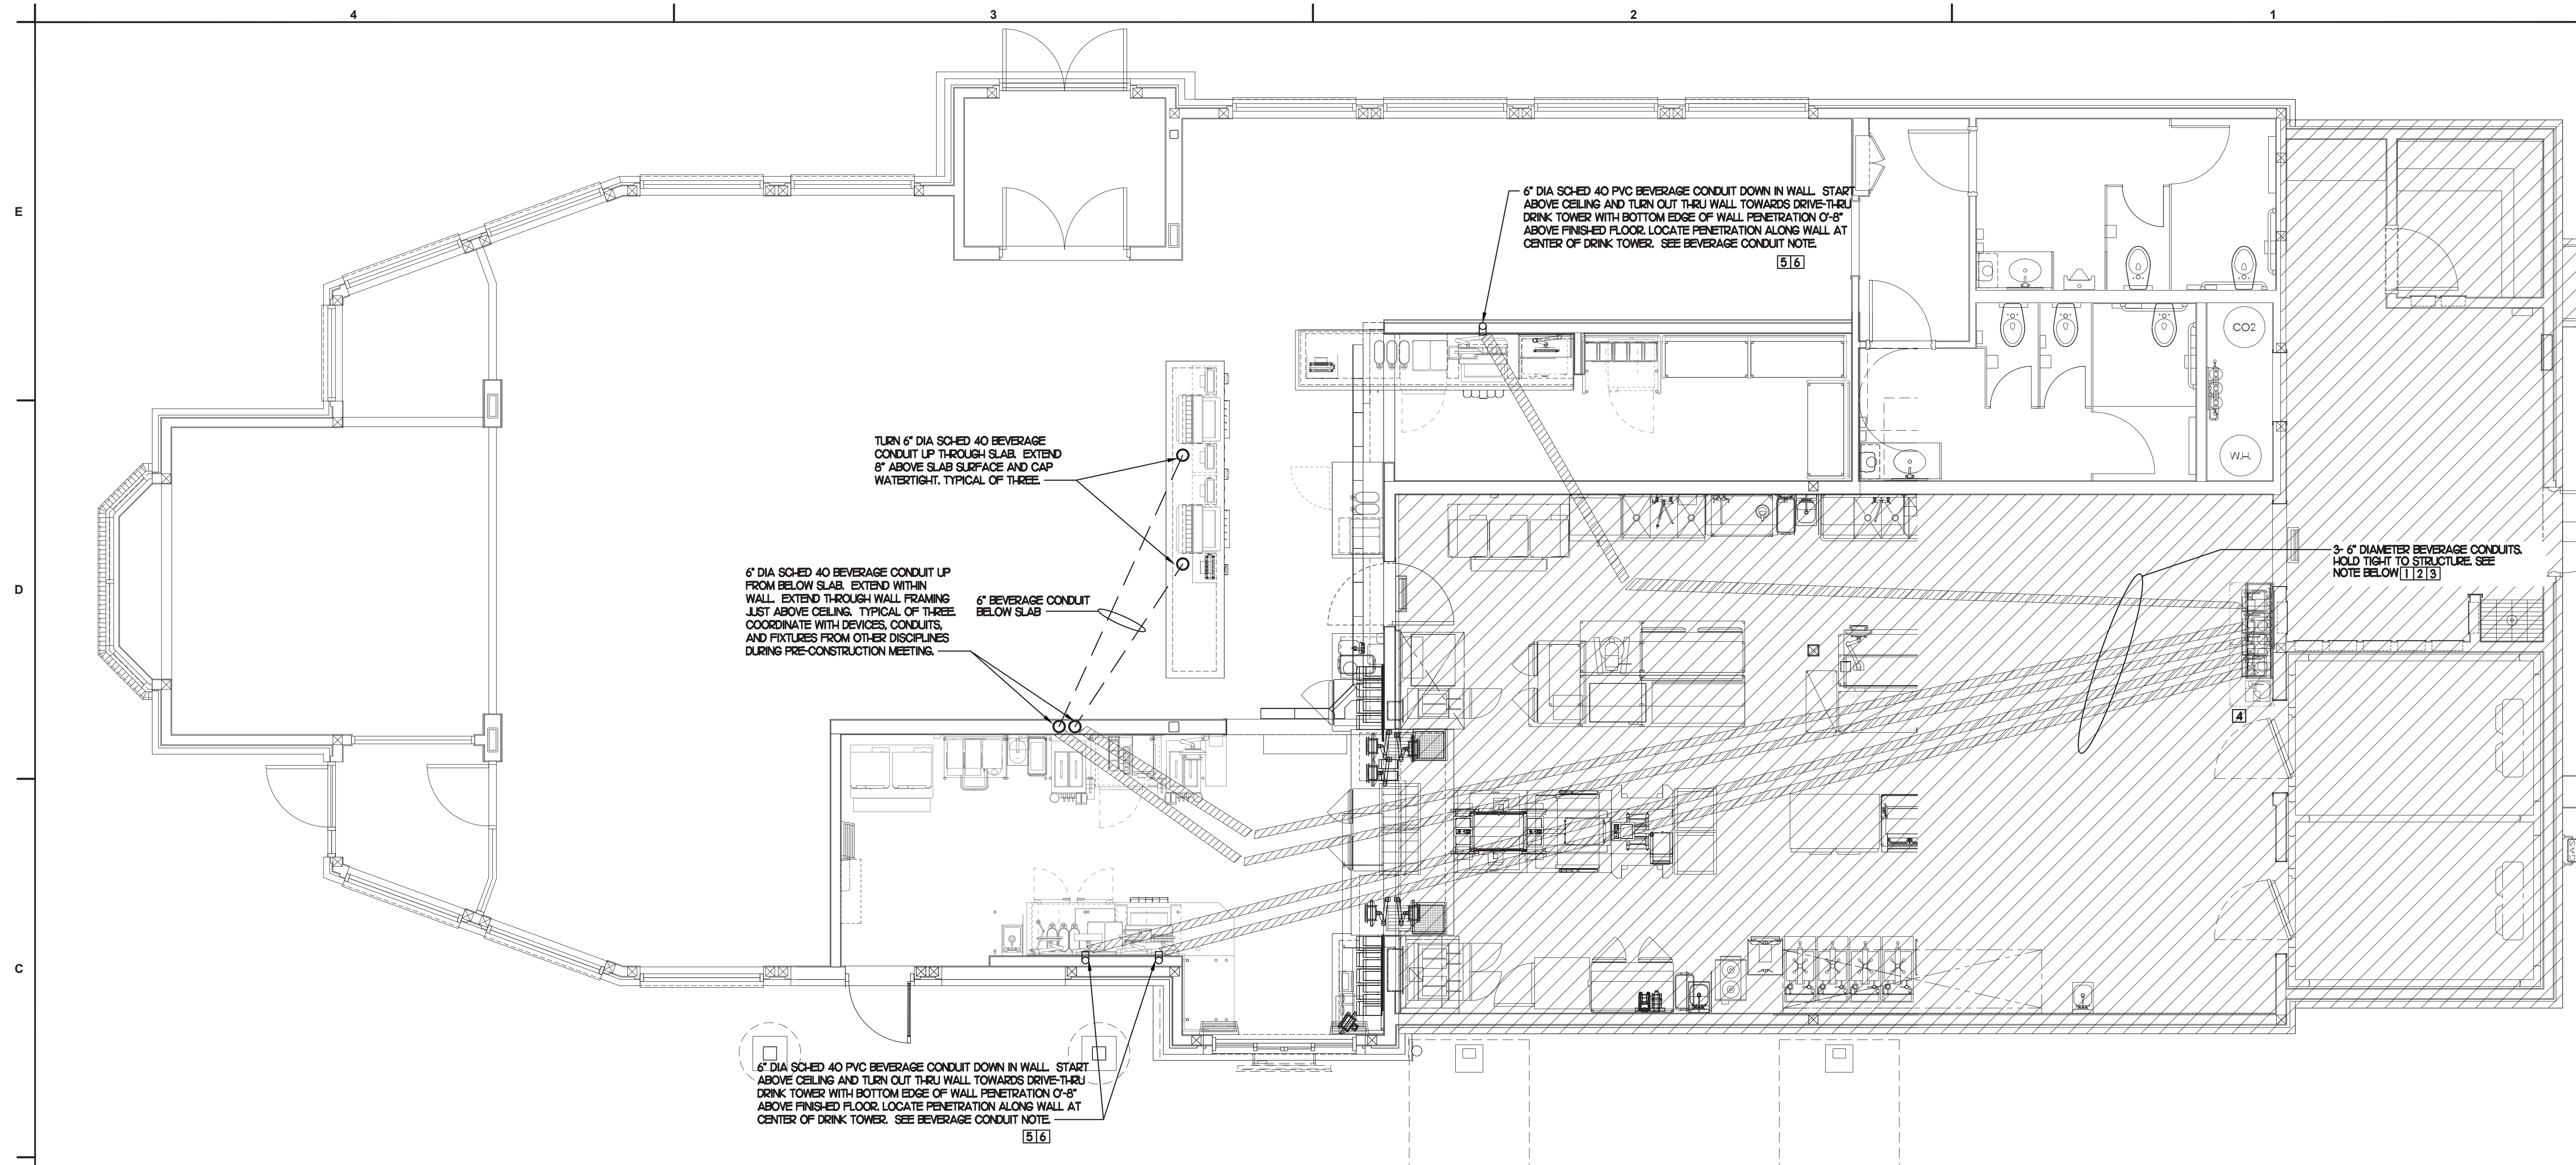 4
3
2
1
E
6" DIA SCHED 40 PVC BEVERAGE CONDUIT DOWN IN WALL. START
ABOVE CEILING AND TURN OUT THRU WALL TOWARDS DRIVE-THRU
DRINK TOWER WITH BOTTOM EDGE OF WALL PENETRATION 0'-8"
ABOVE FINISHED FLOOR. LOCATE PENETRATION ALONG WALL AT
CENTER OF DRINK TOWER. SEE BEVERAGE CONDUIT NOTE.
5 6
CO2
W.H.
TURN 6" DIA SCHED 40 BEVERAGE
CONDUIT UP THROUGH SLAB. EXTEND
8" ABOVE SLAB SURFACE AND CAP
WATERTIGHT. TYPICAL OF THREE.
D
3- 6" DIAMETER BEVERAGE CONDUITS.
HOLD TIGHT TO STRUCTURE. SEE
NOTE BELOW 1 2 3
6" DIA SCHED 40 BEVERAGE CONDUIT UP
FROM BELOW SLAB. EXTEND WITHIN
WALL. EXTEND THROUGH WALL FRAMING
JUST ABOVE CEILING. TYPICAL OF THREE.
COORDINATE WITH DEVICES, CONDUITS,
AND FIXTURES FROM OTHER DISCIPLINES
DURING PRE-CONSTRUCTION MEETING.
6" BEVERAGE CONDUIT
BELOW SLAB
4
GAS
C
6" DIA SCHED 40 PVC BEVERAGE CONDUIT DOWN IN WALL. START
ABOVE CEILING AND TURN OUT THRU WALL TOWARDS DRIVE-THRU
DRINK TOWER WITH BOTTOM EDGE OF WALL PENETRATION 0'-8"
ABOVE FINISHED FLOOR. LOCATE PENETRATION ALONG WALL AT
CENTER OF DRINK TOWER. SEE BEVERAGE CONDUIT NOTE.
5 6